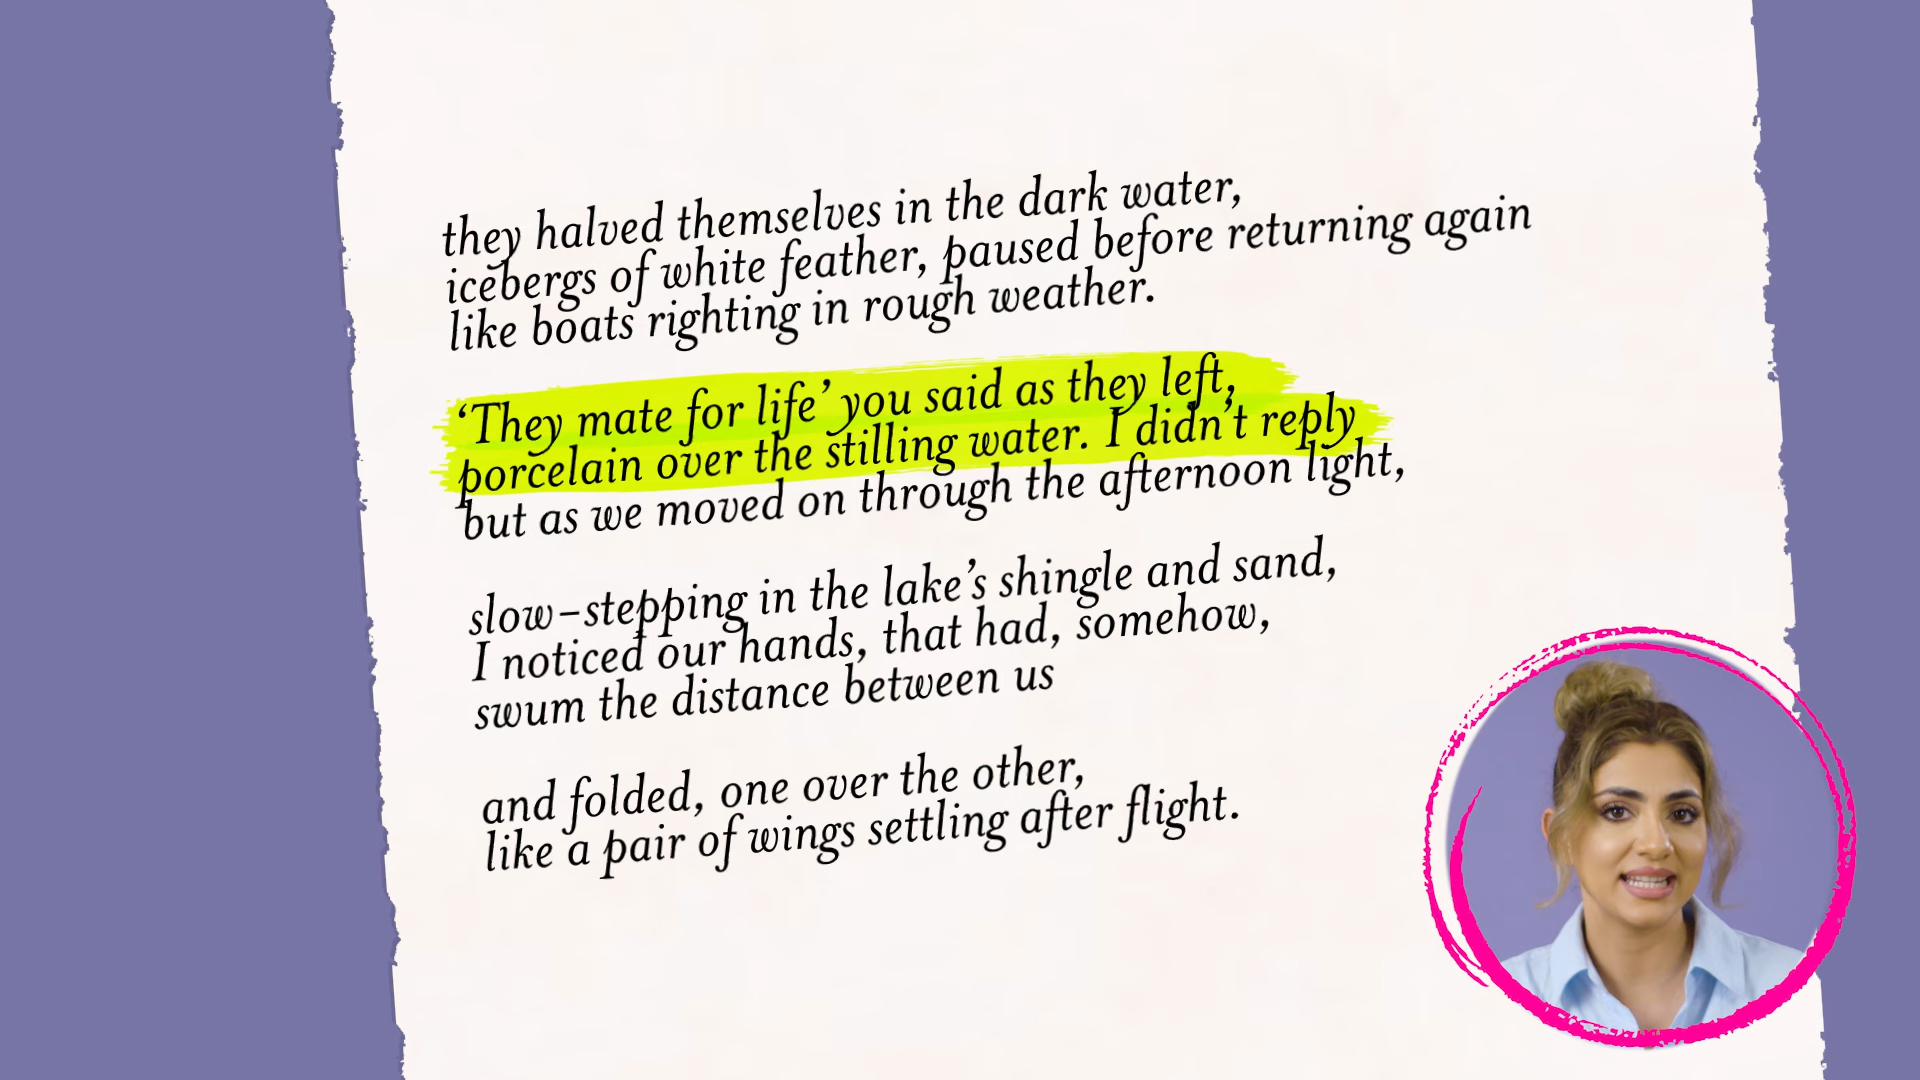 they halved themselves in the dark water,
icebergs of white feather, paused before returning again
like boats righting in rough weather.
‘They mate for life’ you said as they left,
porcelain over the stilling water. I didn’t reply
but as we moved on through the afternoon light,
slow-stepping in the lake’s shingle and sand,
I noticed our hands, that had, somehow,
swum the distance between us
and folded, one over the other,
like a pair of wings settling after flight.